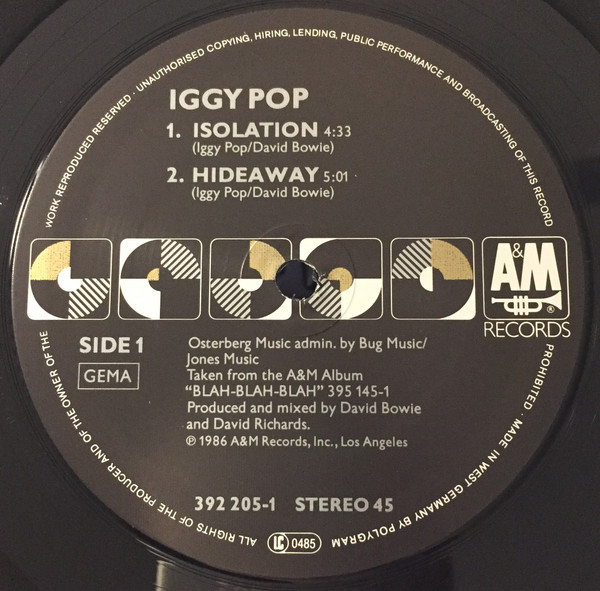 IGGY POP
1. ISOLATION 4:33
(Iggy Pop/David Bowie)
2. HIDEAWAY 5:01
(Iggy Pop/David Bowie)
A&M
®
RECORDS
SIDE 1
GEMA
Osterberg Music admin. by Bug Music/
Jones Music
Taken from the A&M Album
“BLAH-BLAH-BLAH” 395 145-1
Produced and mixed by David Bowie
and David Richards.
℗ 1986 A&M Records, Inc., Los Angeles
392 205-1 STEREO 45
LC 0485
ALL RIGHTS OF THE PRODUCER AND OF THE OWNER OF THE WORK REPRODUCED RESERVED · UNAUTHORISED COPYING, HIRING, LENDING, PUBLIC PERFORMANCE AND BROADCASTING OF THIS RECORD PROHIBITED · MADE IN WEST GERMANY BY POLYGRAM